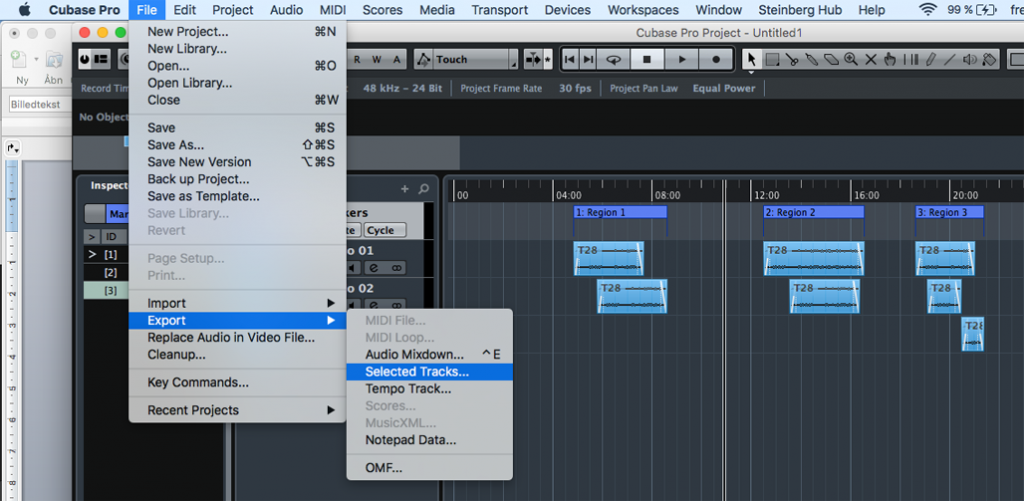 Cubase Pro File Edit Project Audio MIDI Scores Media Transport Devices Workspaces Window Steinberg Hub Help 99 %
Cubase Pro Project - Untitled1
Ny Åbn
Billedtekst
R W A Touch
48 kHz - 24 Bit Project Frame Rate 30 fps Project Pan Law Equal Power
No Objec
New Project... ⌘N
New Library...
Open... ⌘O
Open Library...
Close ⌘W
Save ⌘S
Save As... ⇧⌘S
Save New Version ⌥⌘S
Back up Project...
Save as Template...
Save Library...
Revert
Page Setup...
Print...
Import
Export
Replace Audio in Video File...
Cleanup...
Key Commands...
Recent Projects
MIDI File...
MIDI Loop...
Audio Mixdown... ^E
Selected Tracks...
Tempo Track...
Scores...
MusicXML...
Notepad Data...
OMF...
Record Tim
Inspect
Mar
> ID
> [1]
[2]
[3]
kers
te Cycle
o 01
e
o 02
e
00 04:00 08:00 12:00 16:00 20:00
1: Region 1 2: Region 2 3: Region 3
T28 T28 T28
T28 T28 T28
T28